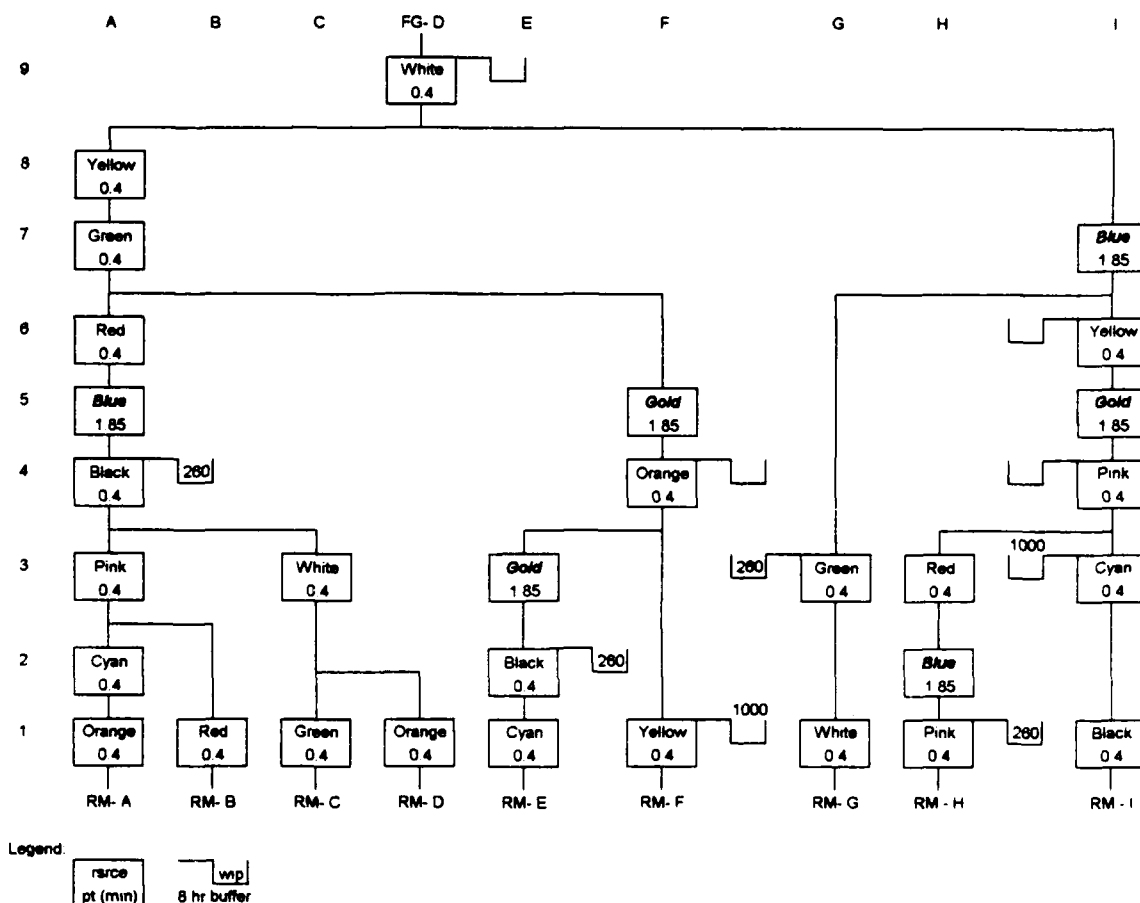 A B C FG- D E F G H I
9
White
0.4
8
Yellow
0.4
7
Green
0.4
Blue
1.85
6
Red
0.4
Yellow
0.4
5
Blue
1.85
Gold
1.85
Gold
1.85
4
Black
0.4
260
Orange
0.4
Pink
0.4
3
Pink
0.4
White
0.4
Gold
1.85
260
Green
0.4
Red
0.4
1000
Cyan
0.4
2
Cyan
0.4
Black
0.4
260
Blue
1.85
1
Orange
0.4
Red
0.4
Green
0.4
Orange
0.4
Cyan
0.4
Yellow
0.4
1000
White
0.4
Pink
0.4
260
Black
0.4
RM- A RM- B RM- C RM- D RM- E RM- F RM- G RM - H RM - I
Legend:
rsrce
pt (min)
wip
8 hr buffer